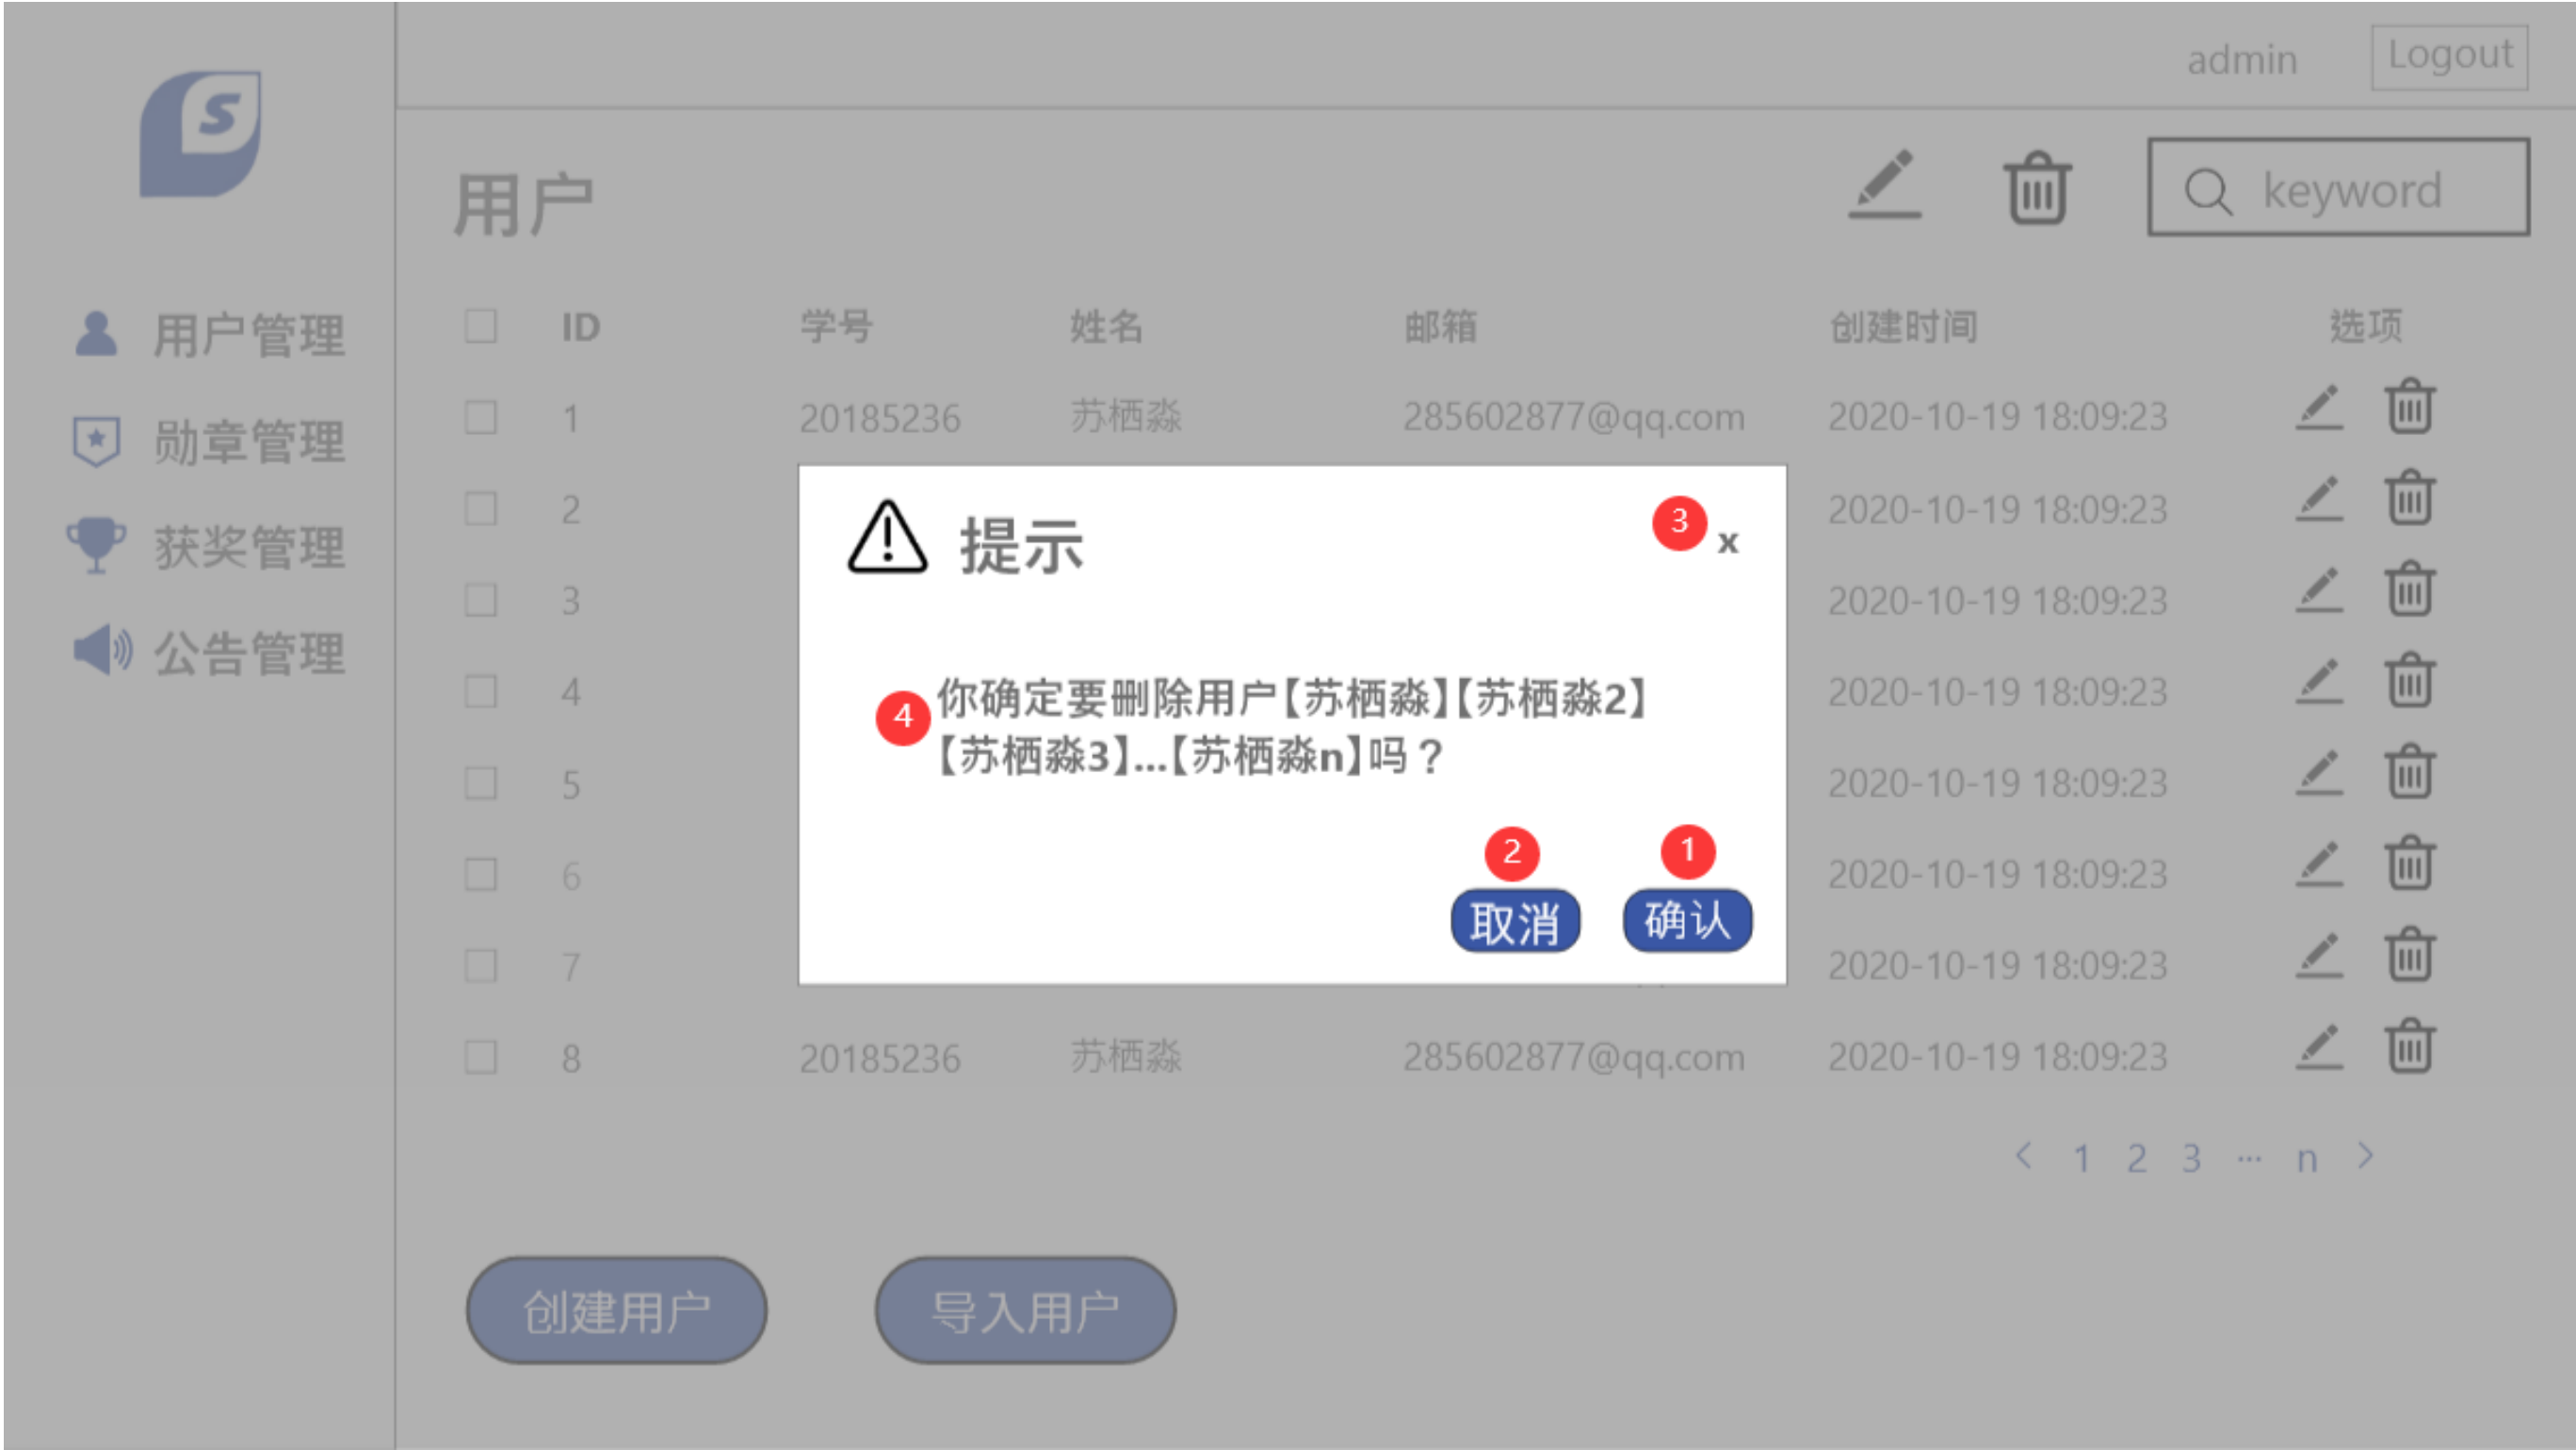 S
admin
Logout
用户
keyword
用户管理
勋章管理
获奖管理
公告管理
ID 学号 姓名 邮箱 创建时间 选项
1 20185236 苏栖淼 285602877@qq.com 2020-10-19 18:09:23
2 2020-10-19 18:09:23
3 2020-10-19 18:09:23
4 2020-10-19 18:09:23
5 2020-10-19 18:09:23
6 2020-10-19 18:09:23
7 2020-10-19 18:09:23
8 20185236 苏栖淼 285602877@qq.com 2020-10-19 18:09:23
提示
3
x
4
你确定要删除用户【苏栖淼】【苏栖淼2】
【苏栖淼3】...【苏栖淼n】吗？
2
1
取消
确认
< 1 2 3 ... n >
创建用户
导入用户